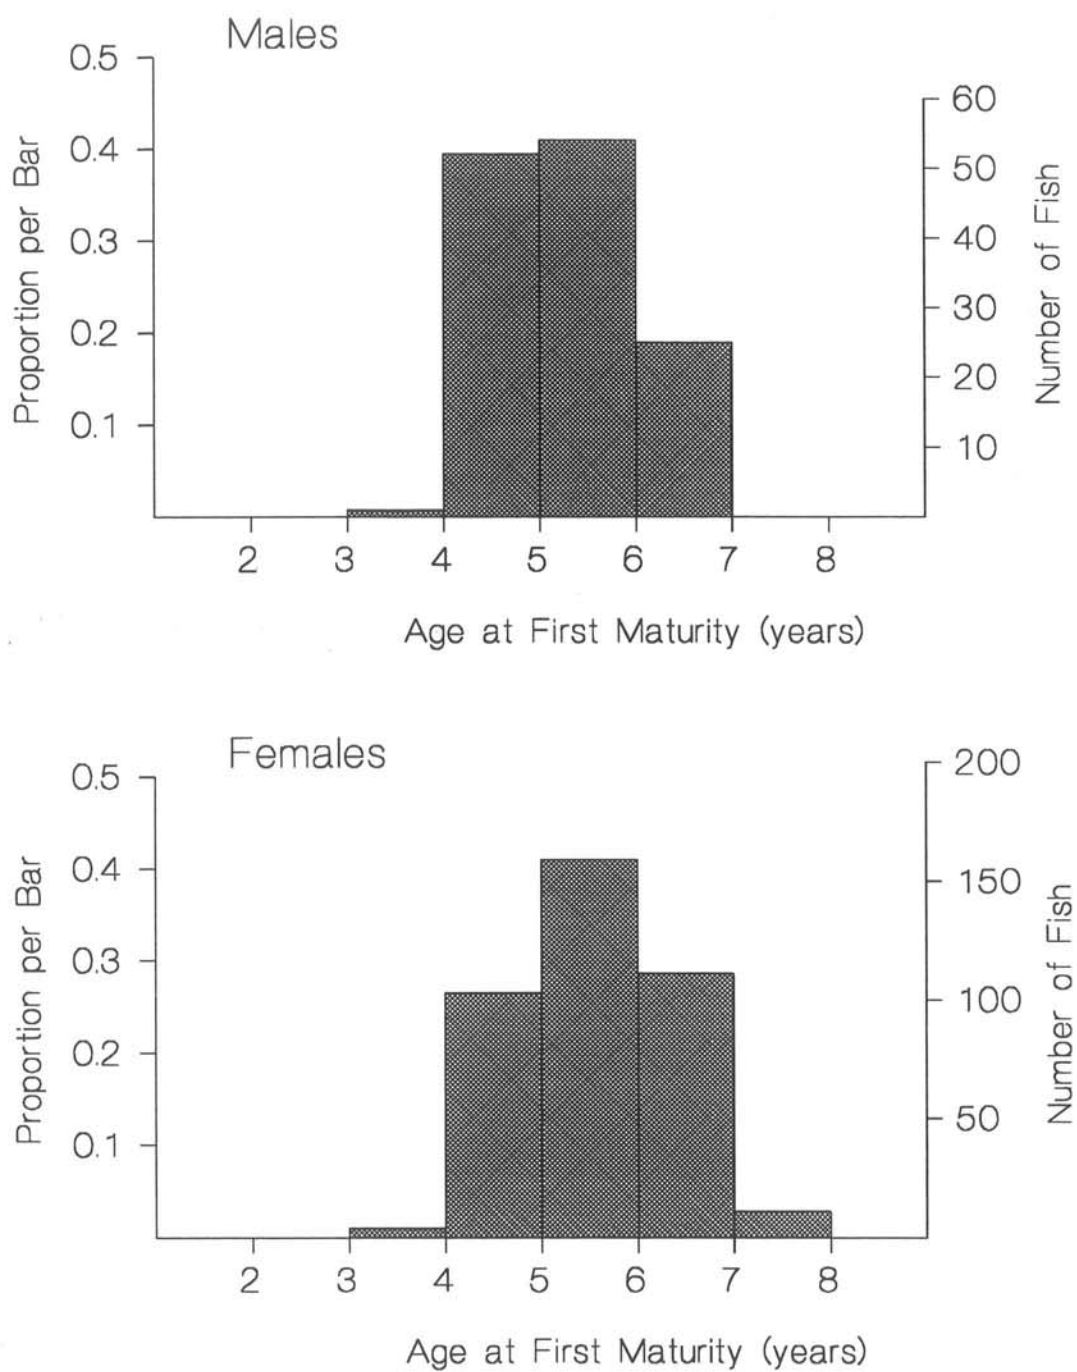 Males
Proportion per Bar
0.5
0.4
0.3
0.2
0.1
60
50
40
30
20
10
Number of Fish
2 3 4 5 6 7 8
Age at First Maturity (years)
Females
Proportion per Bar
0.5
0.4
0.3
0.2
0.1
200
150
100
50
Number of Fish
2 3 4 5 6 7 8
Age at First Maturity (years)